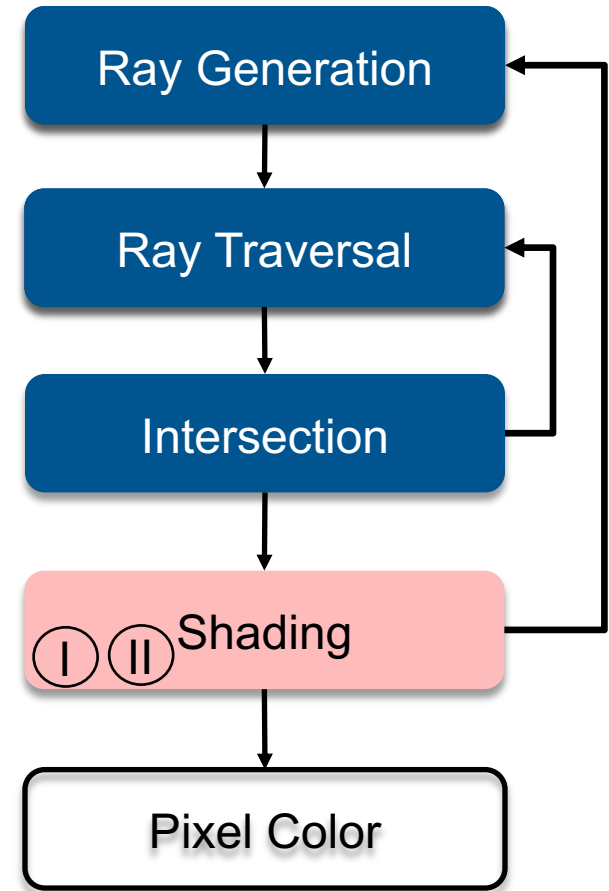 Ray Generation
Ray Traversal
Intersection
Shading
I II
Pixel Color